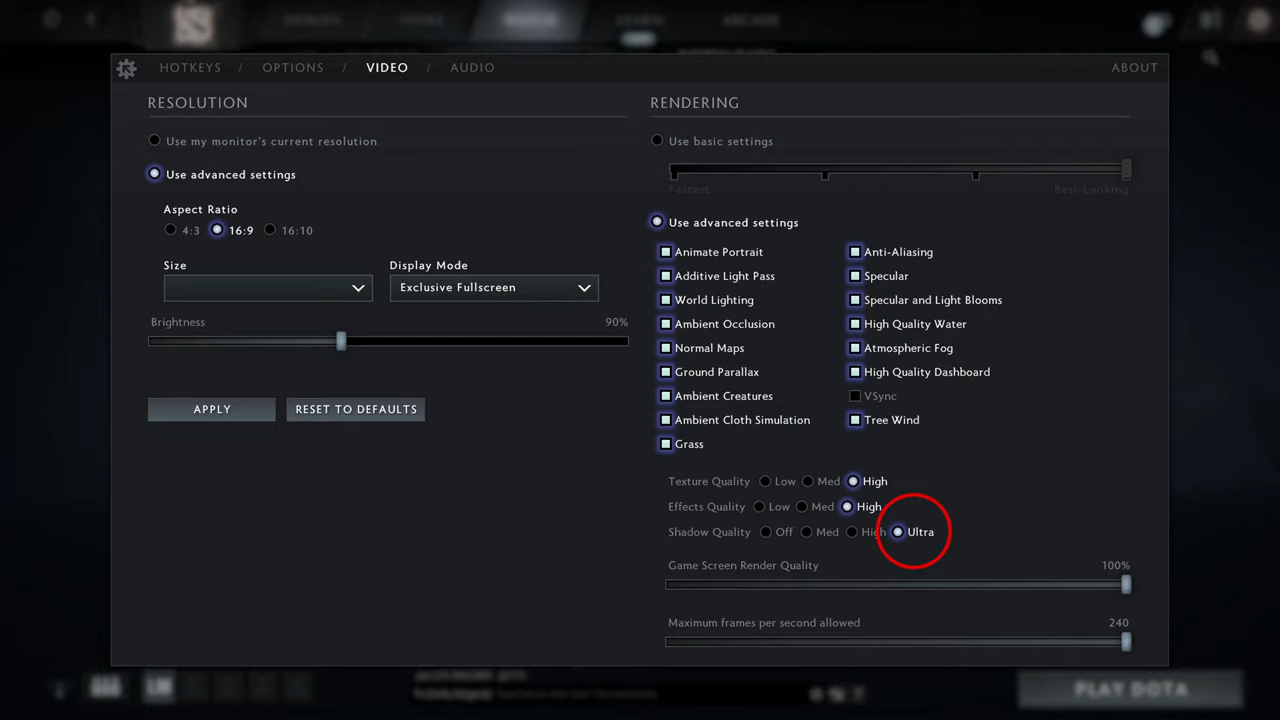 HOTKEYS / OPTIONS / VIDEO / AUDIO
ABOUT
RESOLUTION
Use my monitor's current resolution
Use advanced settings
Aspect Ratio
4:3 16:9 16:10
Size Display Mode
Exclusive Fullscreen
Brightness 90%
APPLY RESET TO DEFAULTS
RENDERING
Use basic settings
Fastest Best Looking
Use advanced settings
Animate Portrait Anti-Aliasing
Additive Light Pass Specular
World Lighting Specular and Light Blooms
Ambient Occlusion High Quality Water
Normal Maps Atmospheric Fog
Ground Parallax High Quality Dashboard
Ambient Creatures VSync
Ambient Cloth Simulation Tree Wind
Grass
Texture Quality Low Med High
Effects Quality Low Med High
Shadow Quality Off Med High Ultra
Game Screen Render Quality 100%
Maximum frames per second allowed 240
PLAY DOTA